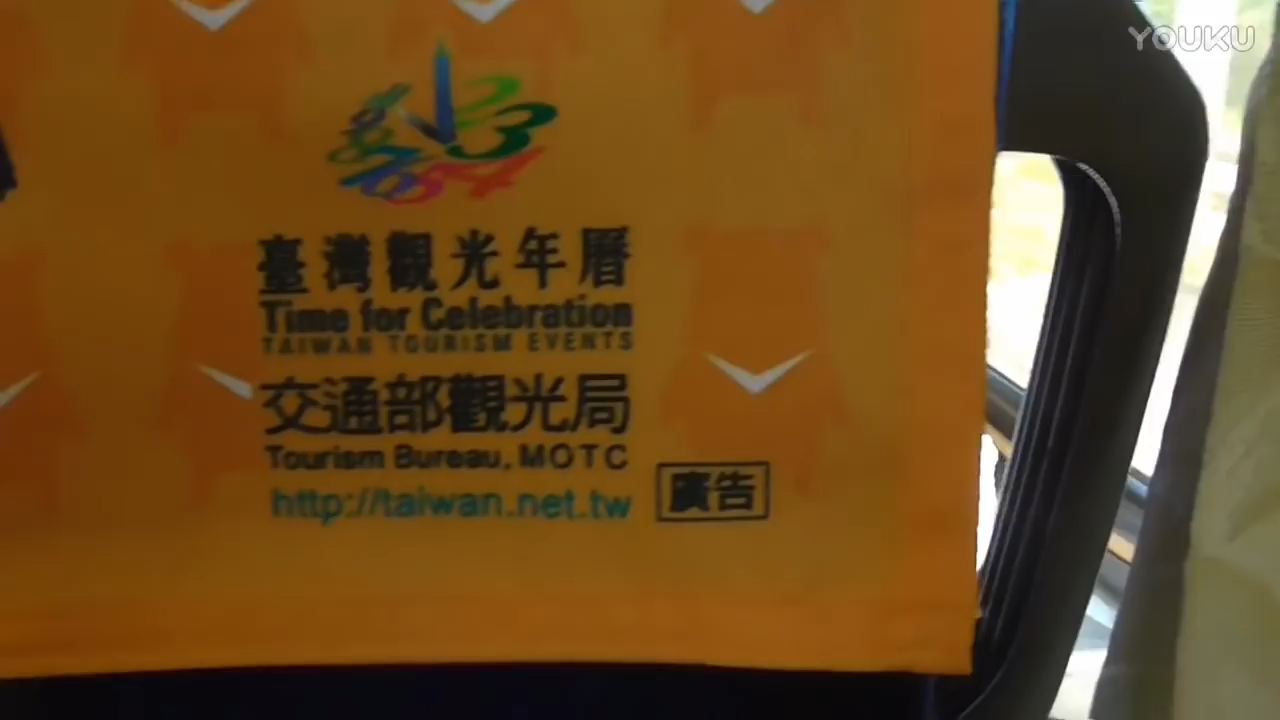 YOUKU
臺灣觀光年曆
Time for Celebration
TAIWAN TOURISM EVENTS
交通部觀光局
Tourism Bureau, MOTC
http://taiwan.net.tw
廣告